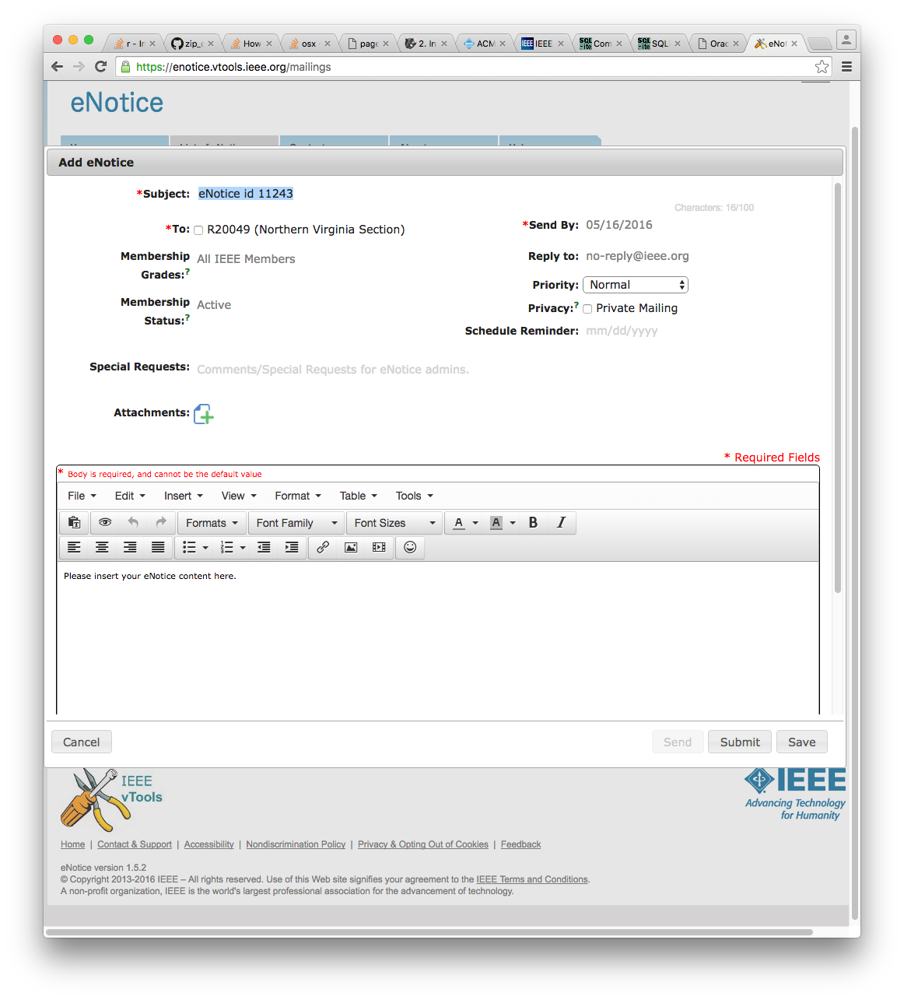 r - Ir
zip_
How
osx
page
2. In
ACM
IEEE IEEE
SQL ite Com
SQL ite SQL
Orac
eNot
https://enotice.vtools.ieee.org/mailings
eNotice
Add eNotice
*Subject: eNotice id 11243
Characters: 16/100
*To: R20049 (Northern Virginia Section)
*Send By: 05/16/2016
Membership Grades:? All IEEE Members
Reply to: no-reply@ieee.org
Priority: Normal
Membership Status:? Active
Privacy:? Private Mailing
Schedule Reminder: mm/dd/yyyy
Special Requests: Comments/Special Requests for eNotice admins.
Attachments:
* Required Fields
* Body is required, and cannot be the default value
File Edit Insert View Format Table Tools
Formats Font Family Font Sizes A A B I
Please insert your eNotice content here.
Cancel Send Submit Save
IEEE
vTools
IEEE
Advancing Technology
for Humanity
Home | Contact & Support | Accessibility | Nondiscrimination Policy | Privacy & Opting Out of Cookies | Feedback
eNotice version 1.5.2
© Copyright 2013-2016 IEEE – All rights reserved. Use of this Web site signifies your agreement to the IEEE Terms and Conditions.
A non-profit organization, IEEE is the world's largest professional association for the advancement of technology.